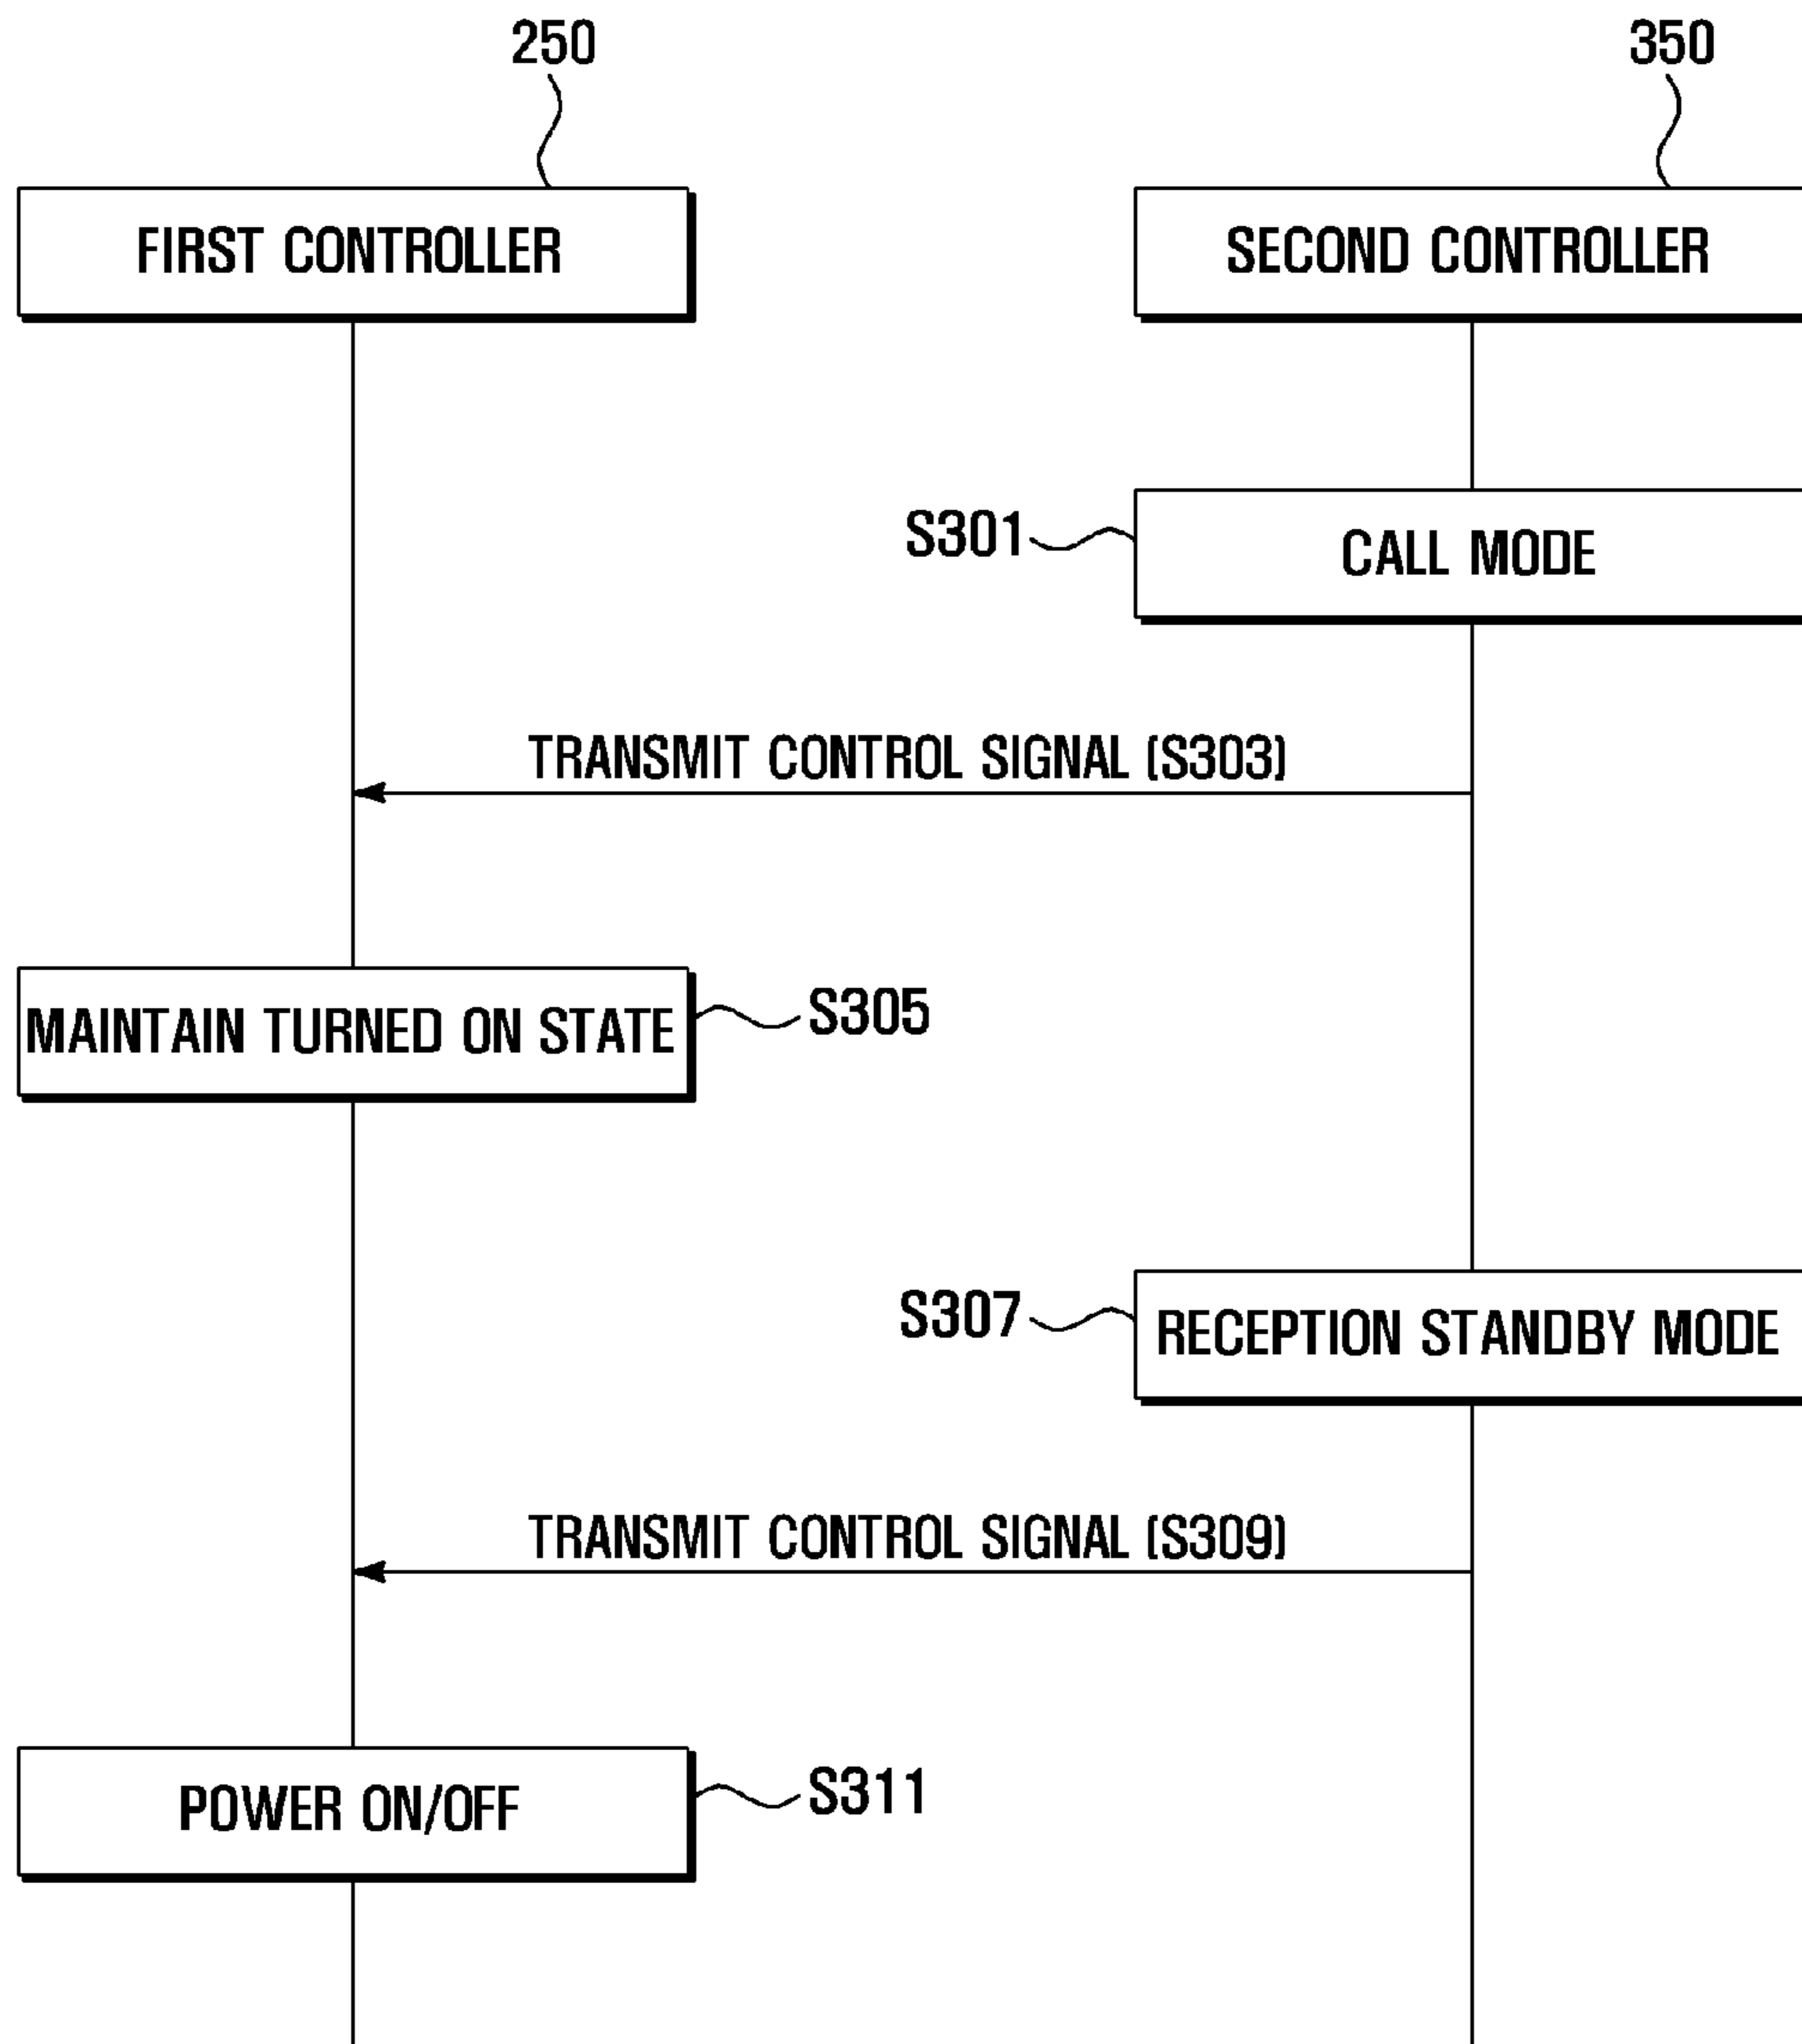 250
350
FIRST CONTROLLER
SECOND CONTROLLER
S301
CALL MODE
TRANSMIT CONTROL SIGNAL (S303)
MAINTAIN TURNED ON STATE
S305
S307
RECEPTION STANDBY MODE
TRANSMIT CONTROL SIGNAL (S309)
POWER ON/OFF
S311